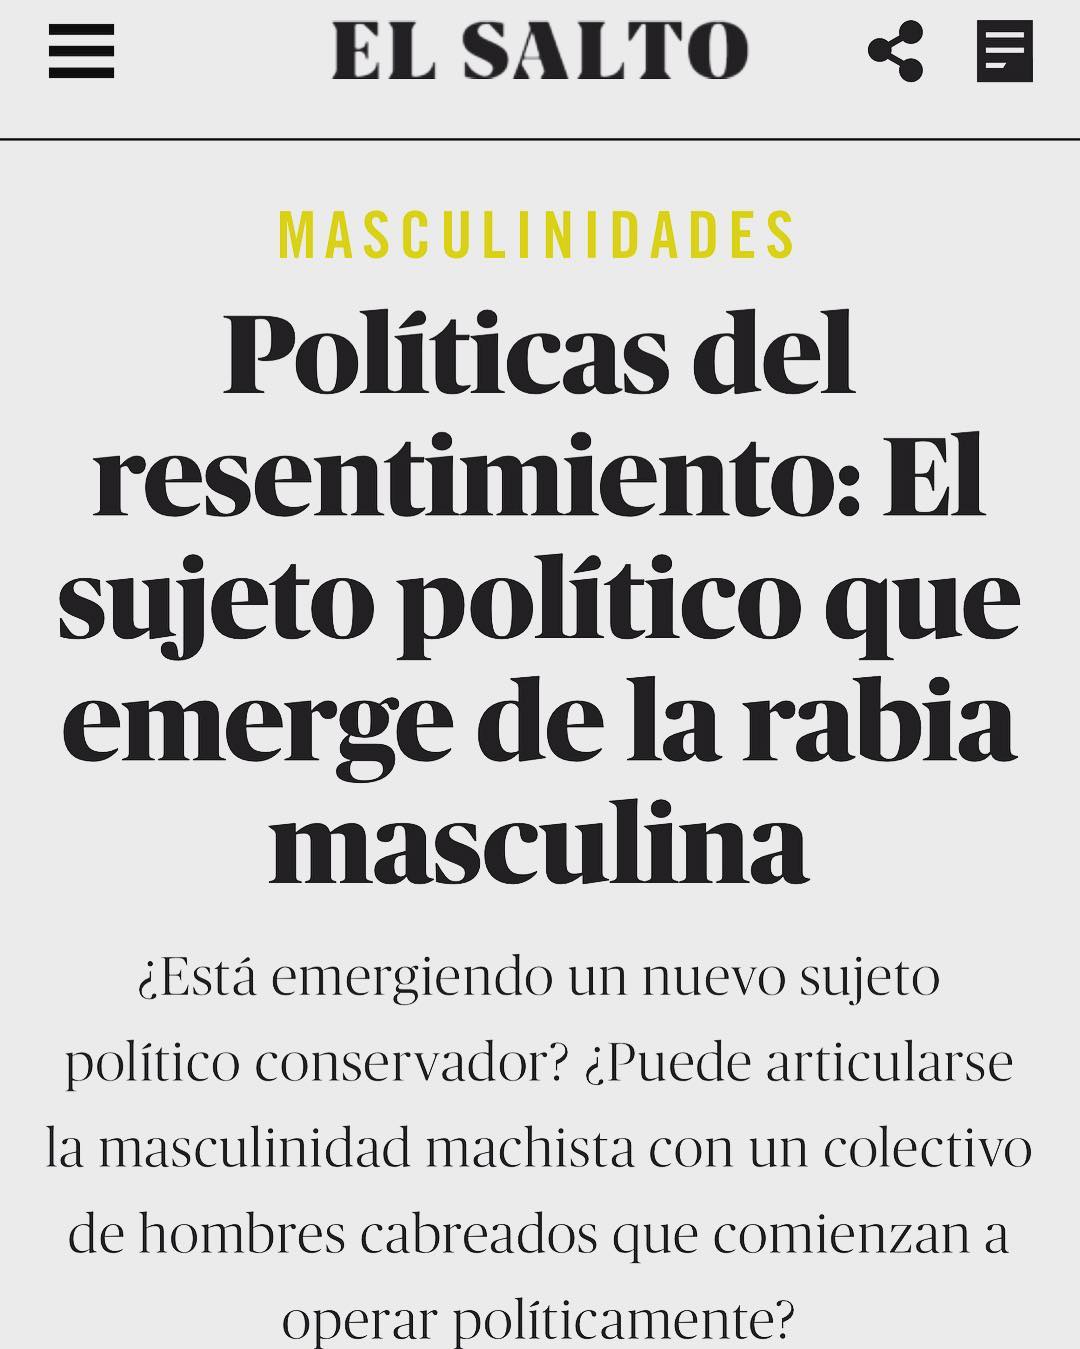 EL SALTO
MASCULINIDADES
Políticas del
resentimiento: El
sujeto político que
emerge de la rabia
masculina
¿Está emergiendo un nuevo sujeto
político conservador? ¿Puede articularse
la masculinidad machista con un colectivo
de hombres cabreados que comienzan a
operar políticamente?